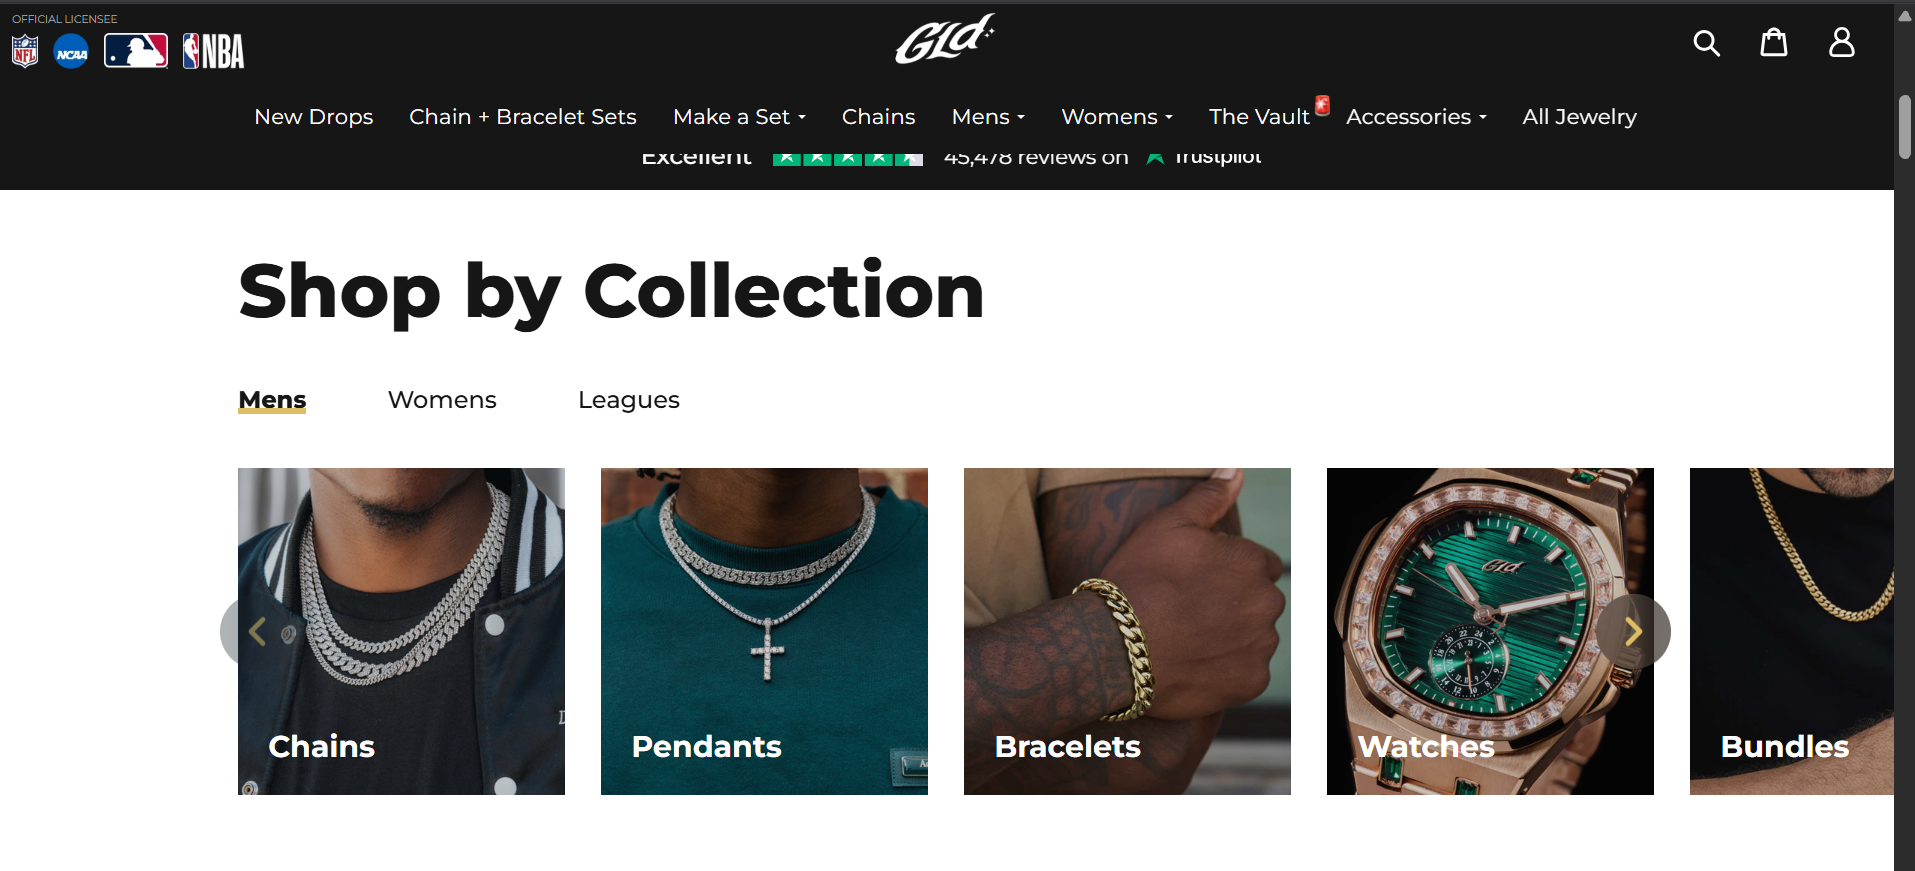 OFFICIAL LICENSEE
NFL NCAA NBA
GLD
New Drops Chain + Bracelet Sets Make a Set Chains Mens Womens The Vault Accessories All Jewelry
Excellent 45,478 reviews on Trustpilot
Shop by Collection
Mens Womens Leagues
GLD
Chains Pendants Bracelets Watches Bundles